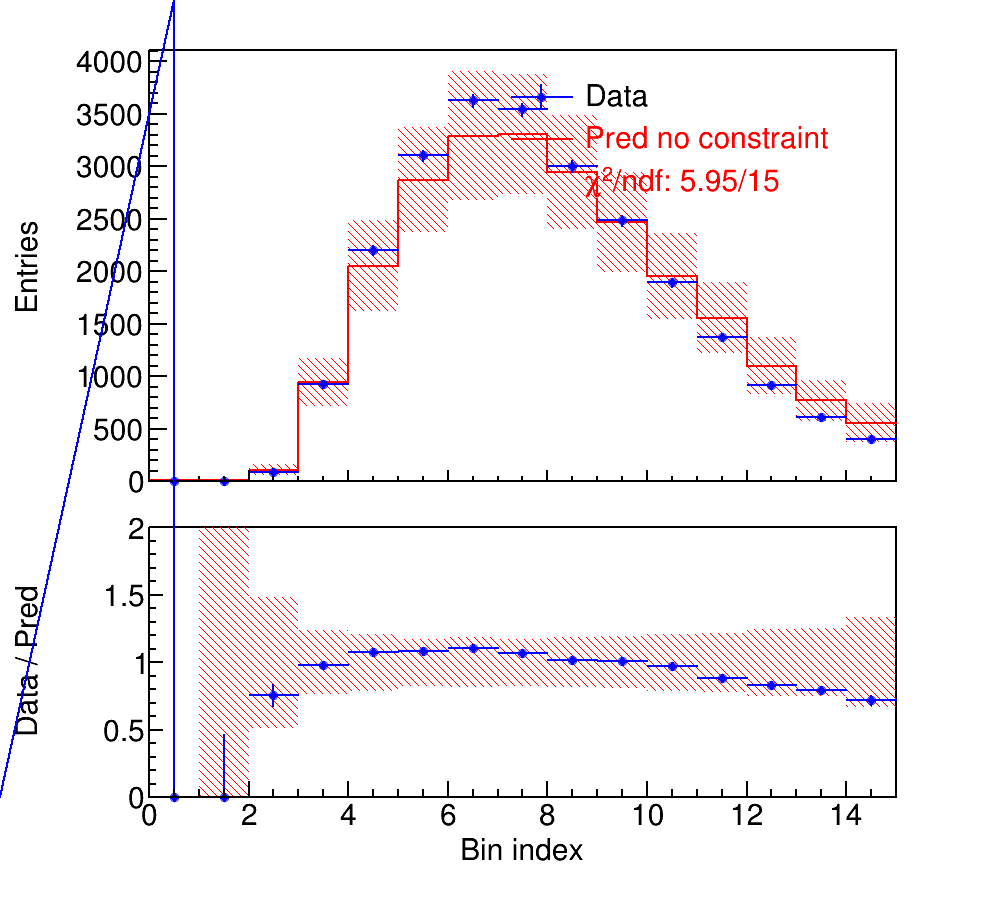 4000
3500
3000
2500
2000
1500
1000
500
0
Entries
Data
Pred no constraint
χ²/ndf: 5.95/15
2
1.5
1
0.5
0
Data / Pred
0 2 4 6 8 10 12 14
Bin index